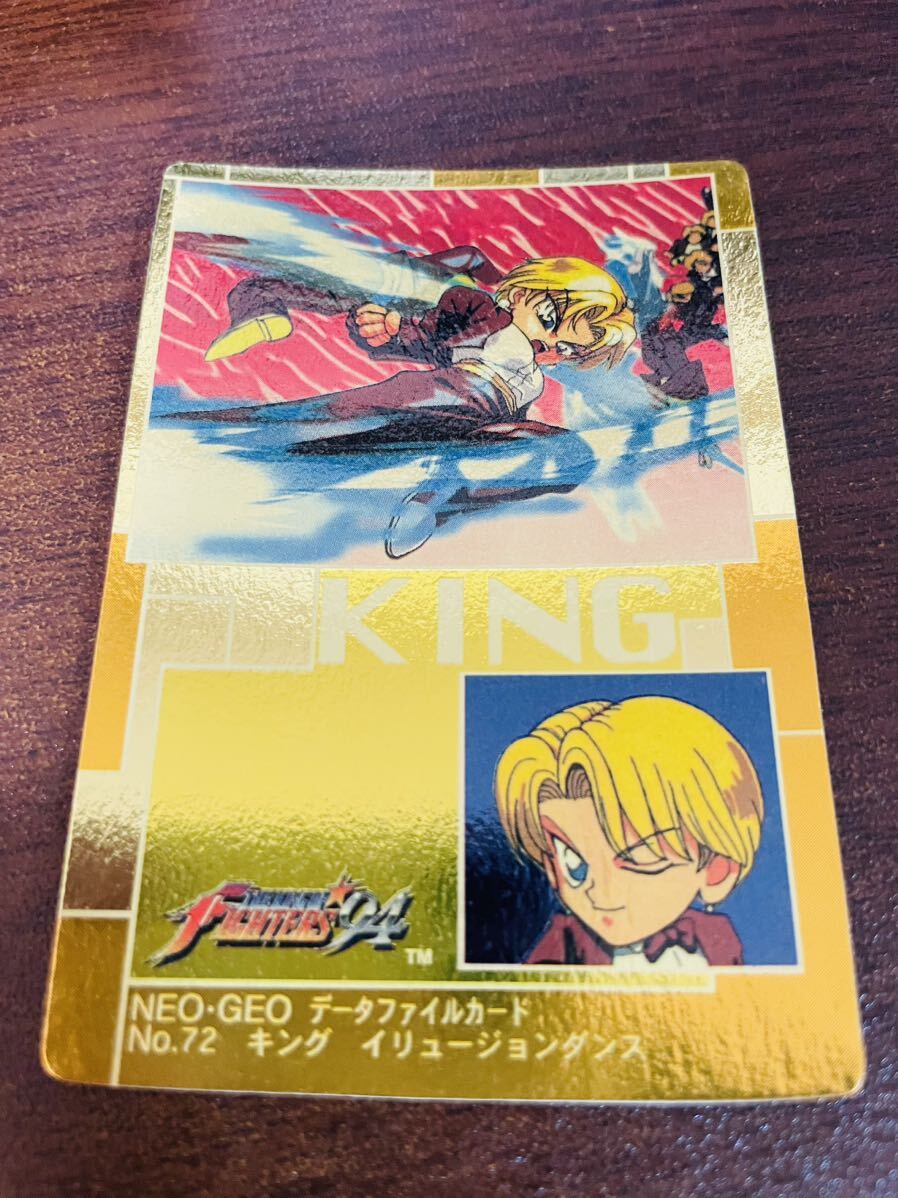 KING
THE KING OF
FIGHTERS '94
TM
NEO·GEO データファイルカード
No.72 キング イリュージョンダンス